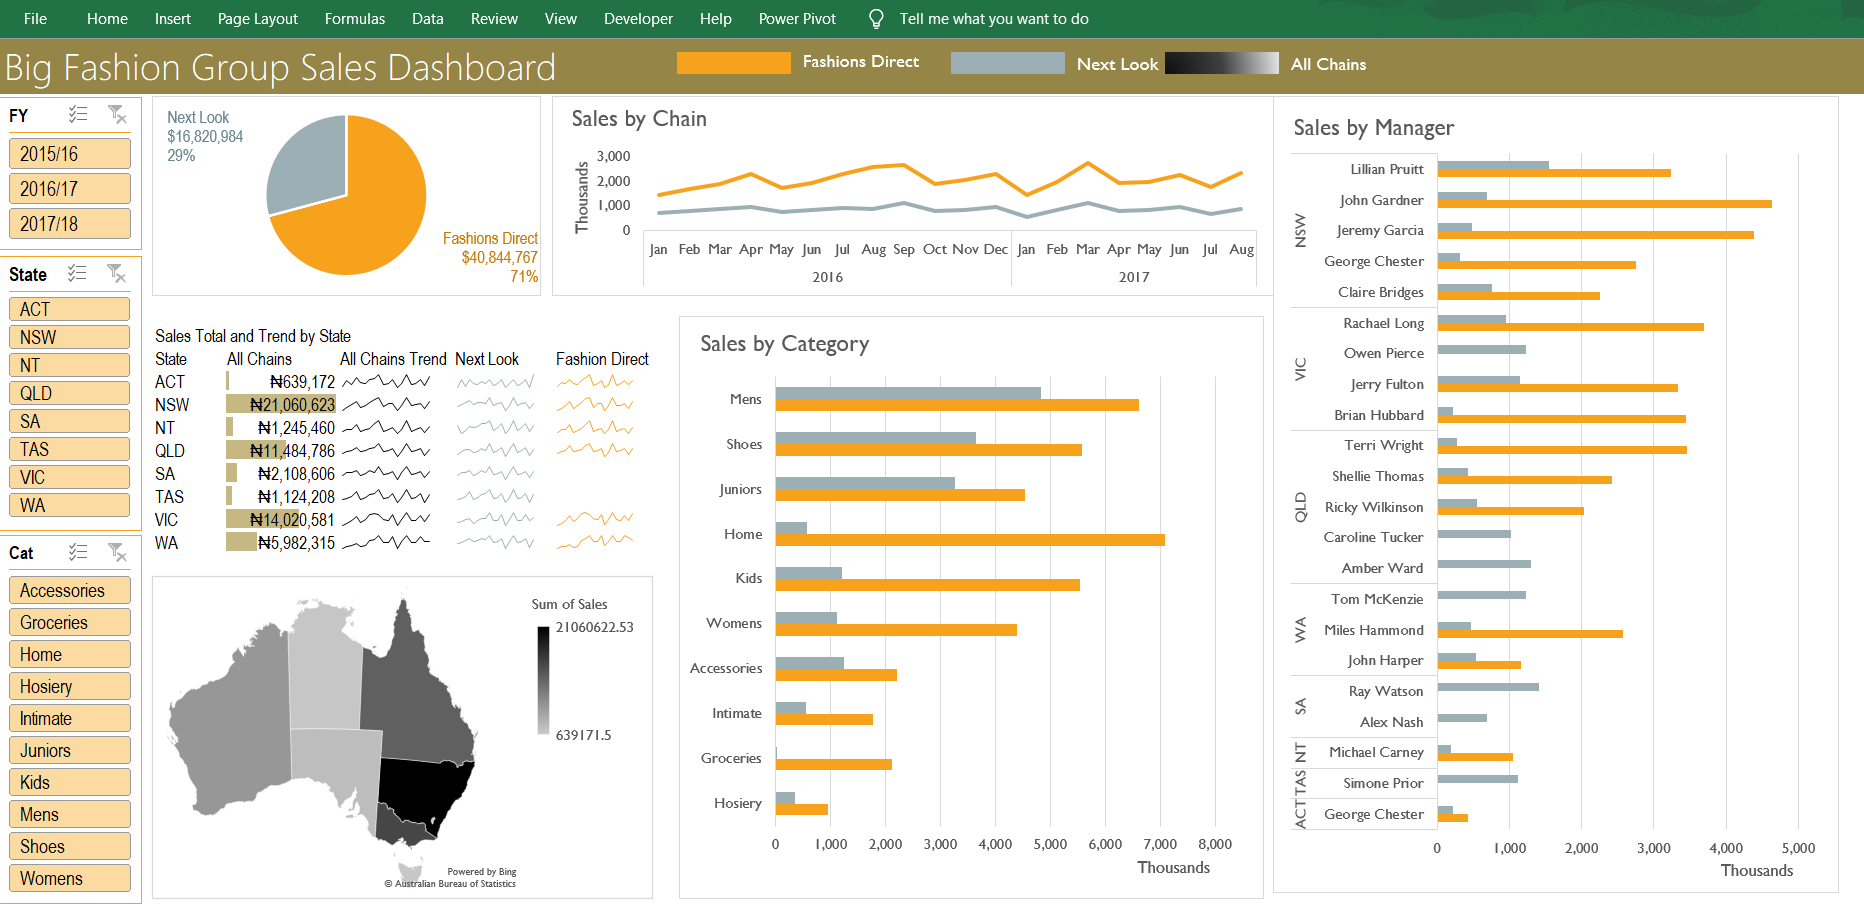 File Home Insert Page Layout Formulas Data Review View Developer Help Power Pivot Tell me what you want to do
Big Fashion Group Sales Dashboard
Fashions Direct Next Look All Chains
FY
2015/16
2016/17
2017/18
State
ACT
NSW
NT
QLD
SA
TAS
VIC
WA
Cat
Accessories
Groceries
Home
Hosiery
Intimate
Juniors
Kids
Mens
Shoes
Womens
Next Look
$16,820,984
29%
Fashions Direct
$40,844,767
71%
Sales by Chain
Thousands
3,000
2,000
1,000
0
Jan Feb Mar Apr May Jun Jul Aug Sep Oct Nov Dec Jan Feb Mar Apr May Jun Jul Aug
2016 2017
Sales Total and Trend by State
State All Chains All Chains Trend Next Look Fashion Direct
ACT ₦639,172
NSW ₦21,060,623
NT ₦1,245,460
QLD ₦11,484,786
SA ₦2,108,606
TAS ₦1,124,208
VIC ₦14,020,581
WA ₦5,982,315
Sum of Sales
21060622.53
639171.5
Powered by Bing
© Australian Bureau of Statistics
Sales by Category
Mens
Shoes
Juniors
Home
Kids
Womens
Accessories
Intimate
Groceries
Hosiery
0 1,000 2,000 3,000 4,000 5,000 6,000 7,000 8,000
Thousands
Sales by Manager
NSW
Lillian Pruitt
John Gardner
Jeremy Garcia
George Chester
Claire Bridges
VIC
Rachael Long
Owen Pierce
Jerry Fulton
Brian Hubbard
QLD
Terri Wright
Shellie Thomas
Ricky Wilkinson
Caroline Tucker
Amber Ward
WA
Tom McKenzie
Miles Hammond
John Harper
SA
Ray Watson
Alex Nash
NT
Michael Carney
TAS
Simone Prior
ACT
George Chester
0 1,000 2,000 3,000 4,000 5,000
Thousands